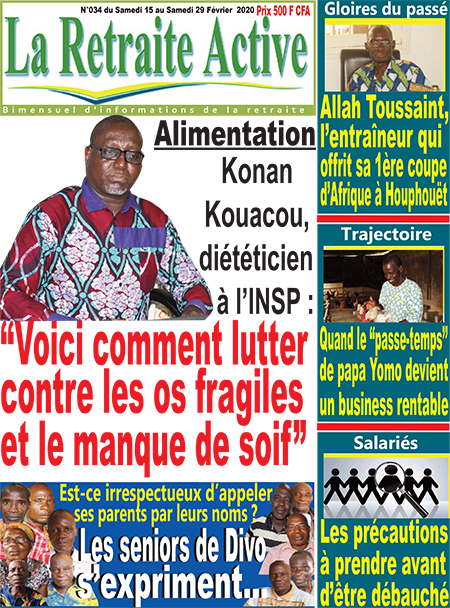 N°034 du Samedi 15 au Samedi 29 Février 2020 Prix 500 F CFA
La Retraite Active
Bimensuel d'informations de la retraite
Alimentation
Konan
Kouacou,
diététicien
à l'INSP :
“Voici comment lutter
contre les os fragiles
et le manque de soif”
Est-ce irrespectueux d'appeler
ses parents par leurs noms ?
Les seniors de Divo
s'expriment...
Gloires du passé
Allah Toussaint,
l'entraîneur qui
offrit sa 1ère coupe
d'Afrique à Houphouët
Trajectoire
Quand le “passe-temps”
de papa Yomo devient
un business rentable
Salariés
Les précautions
à prendre avant
d'être débauché